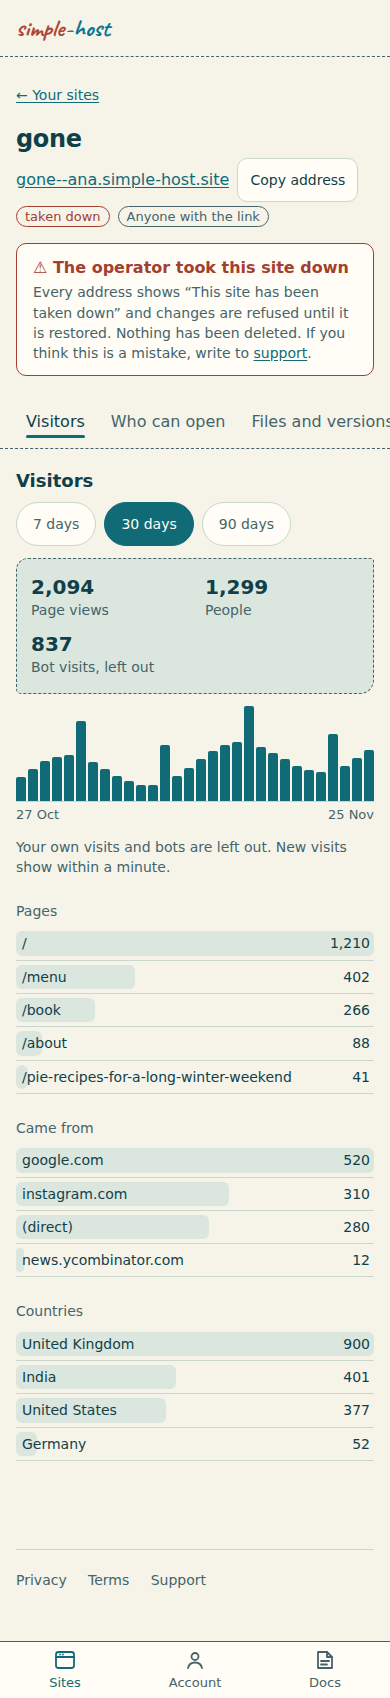 simple-host
← Your sites
gone
gone--ana.simple-host.site Copy address
taken down Anyone with the link
⚠ The operator took this site down
Every address shows “This site has been
taken down” and changes are refused until it
is restored. Nothing has been deleted. If you
think this is a mistake, write to support.
Visitors Who can open Files and versions
Visitors
7 days 30 days 90 days
2,094 1,299
Page views People
837
Bot visits, left out
27 Oct 25 Nov
Your own visits and bots are left out. New visits
show within a minute.
Pages
/ 1,210
/menu 402
/book 266
/about 88
/pie-recipes-for-a-long-winter-weekend 41
Came from
google.com 520
instagram.com 310
(direct) 280
news.ycombinator.com 12
Countries
United Kingdom 900
India 401
United States 377
Germany 52
Privacy Terms Support
Sites Account Docs